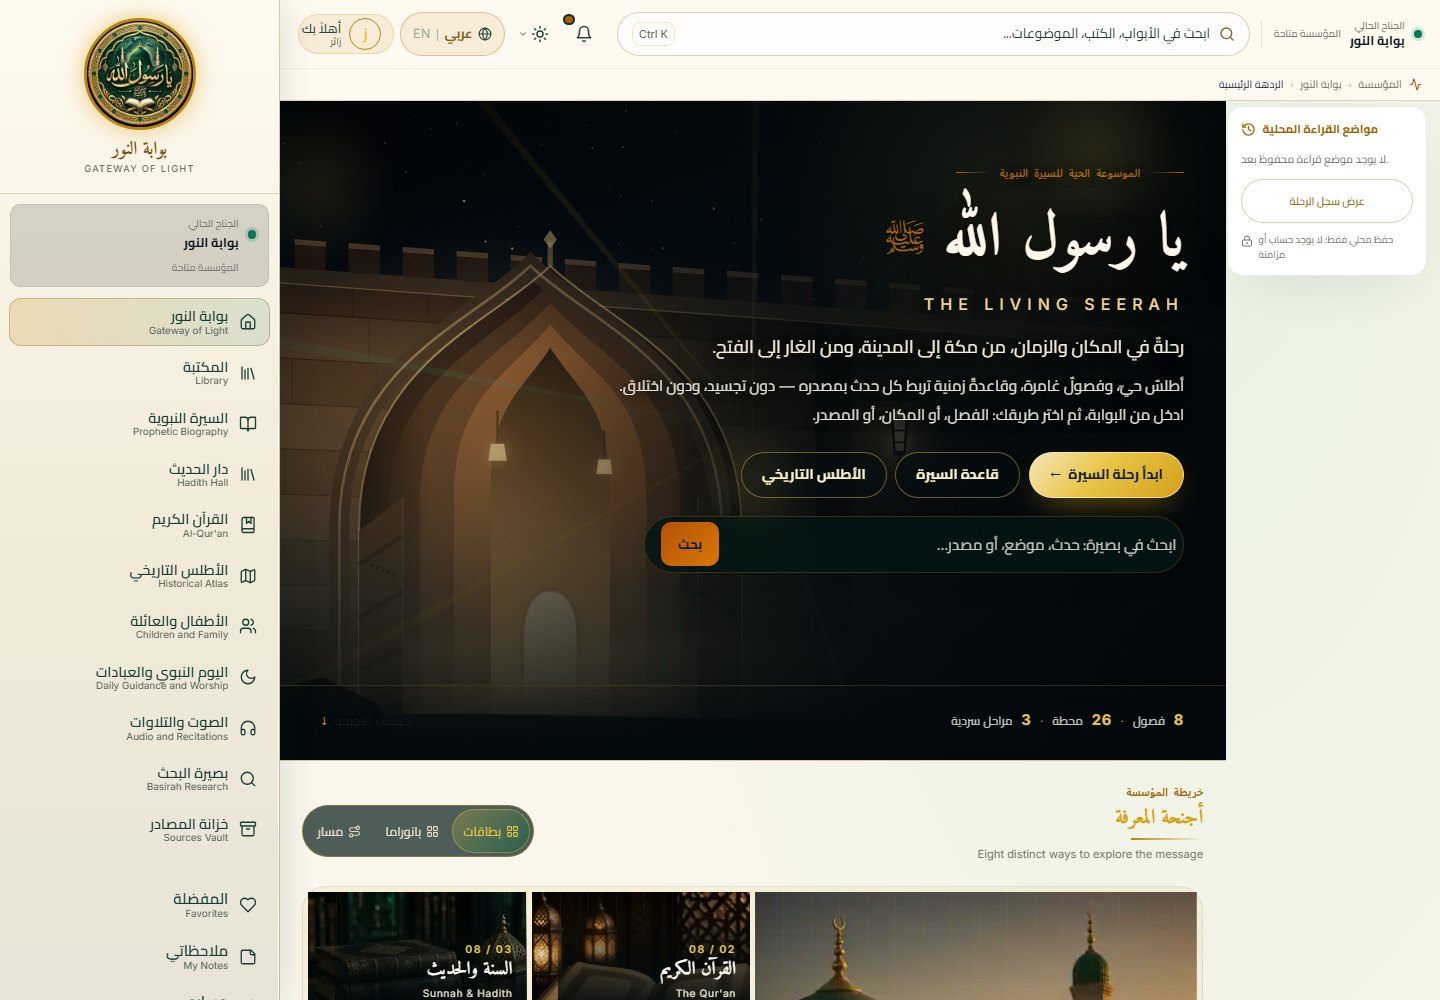 الجناح الحالي
بوابة النور
المؤسسة متاحة
ابحث في الأبواب، الكتب، الموضوعات...
Ctrl K
عربي | EN
أهلاً بك
زائر
ز
المؤسسة ‹ بوابة النور ‹ الردهة الرئيسية
يا رسول الله
بوابة النور
GATEWAY OF LIGHT
الجناح الحالي
بوابة النور
المؤسسة متاحة
بوابة النور
Gateway of Light
المكتبة
Library
السيرة النبوية
Prophetic Biography
دار الحديث
Hadith Hall
القرآن الكريم
Al-Qur'an
الأطلس التاريخي
Historical Atlas
الأطفال والعائلة
Children and Family
اليوم النبوي والعبادات
Daily Guidance and Worship
الصوت والتلاوات
Audio and Recitations
بصيرة البحث
Basirah Research
خزانة المصادر
Sources Vault
المفضلة
Favorites
ملاحظاتي
My Notes
مواضع القراءة المحلية
لا يوجد موضع قراءة محفوظ بعد.
عرض سجل الرحلة
حفظ محلي فقط؛ لا يوجد حساب أو
مزامنة.
الموسوعة الحية للسيرة النبوية
يا رسول الله ﷺ
THE LIVING SEERAH
رحلةٌ في المكان والزمان، من مكة إلى المدينة، ومن الغار إلى الفتح.
أطلسٌ حيّ، وفصولٌ غامرة، وقاعدةٌ زمنية تربط كل حدث بمصدره — دون تجسيد، ودون اختلاق.
ادخل من البوابة، ثم اختر طريقك: الفصل، أو المكان، أو المصدر.
ابدأ رحلة السيرة ←
قاعدة السيرة
الأطلس التاريخي
ابحث في بصيرة: حدث، موضع، أو مصدر...
بحث
8 فصول · 26 محطة · 3 مراحل سردية
اكتشف الأجنحة ↓
خريطة المؤسسة
أجنحة المعرفة
Eight distinct ways to explore the message
بطاقات
بانوراما
مسار
08 / 02
القرآن الكريم
The Qur'an
08 / 03
السنة والحديث
Sunnah & Hadith